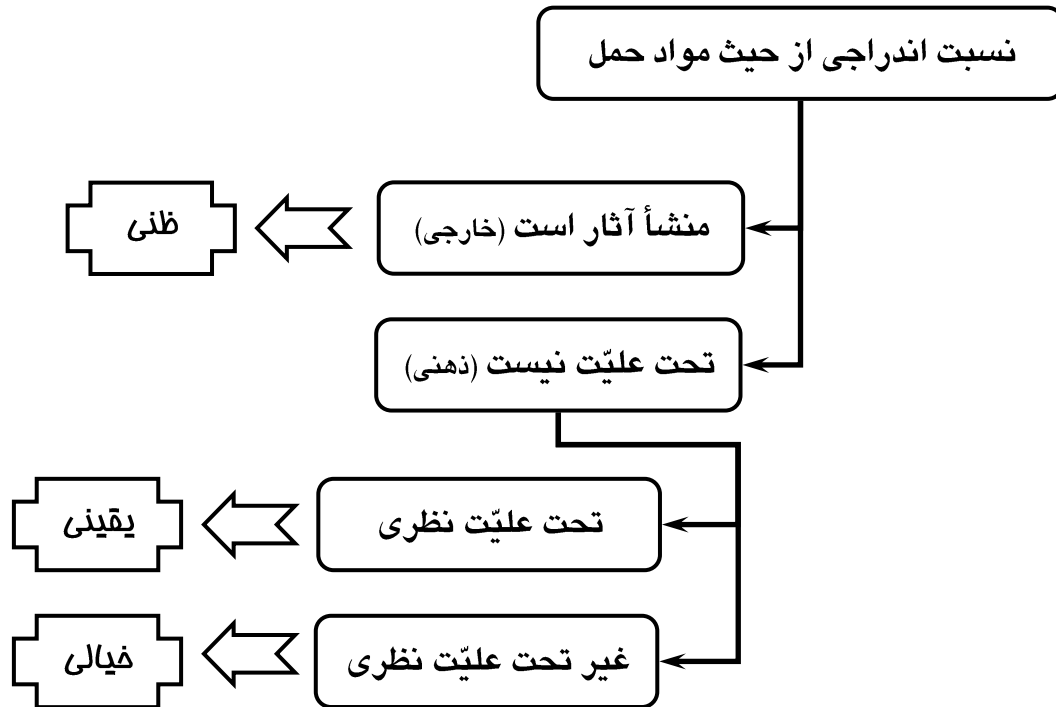 نسبت اندراجی از حیث مواد حمل
منشأ آثار است (خارجی)
ظنی
تحت علیّت نیست (ذهنی)
تحت علیّت نظری
یقینی
غیر تحت علیّت نظری
خیالی